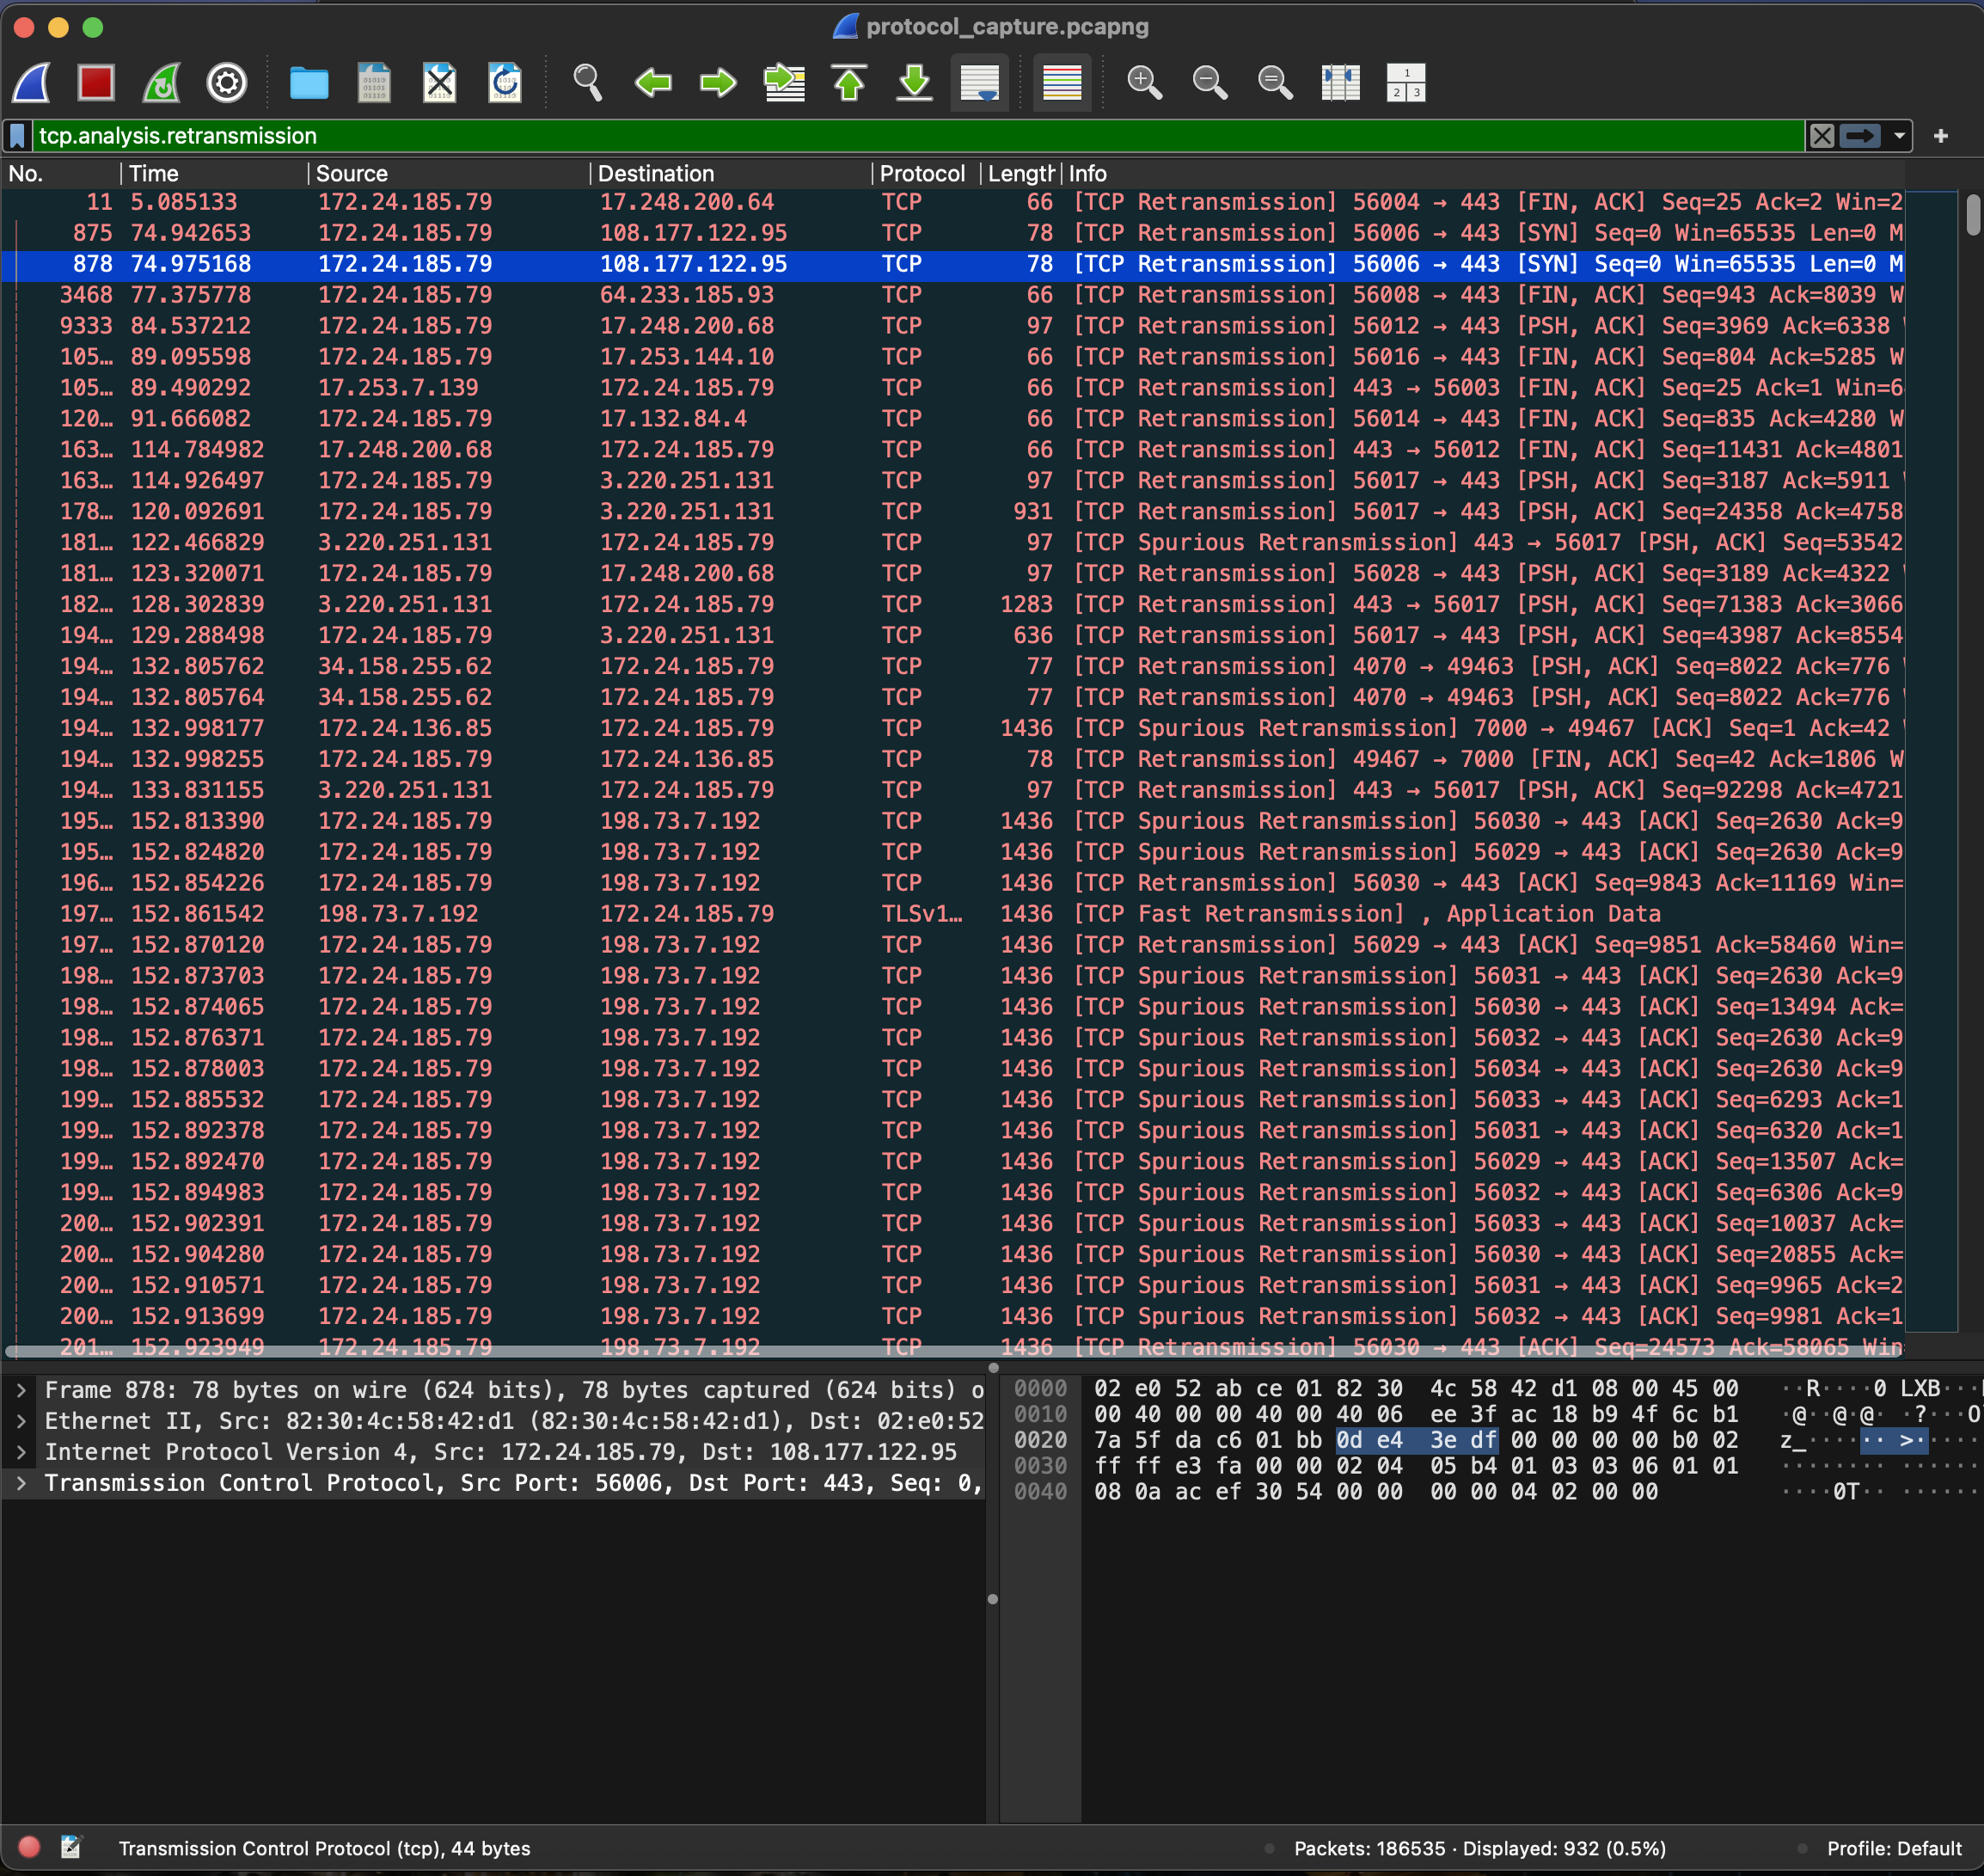 protocol_capture.pcapng
tcp.analysis.retransmission
No. Time Source Destination Protocol Length Info
11 5.085133 172.24.185.79 17.248.200.64 TCP 66 [TCP Retransmission] 56004 → 443 [FIN, ACK] Seq=25 Ack=2 Win=2
875 74.942653 172.24.185.79 108.177.122.95 TCP 78 [TCP Retransmission] 56006 → 443 [SYN] Seq=0 Win=65535 Len=0 M
878 74.975168 172.24.185.79 108.177.122.95 TCP 78 [TCP Retransmission] 56006 → 443 [SYN] Seq=0 Win=65535 Len=0 M
3468 77.375778 172.24.185.79 64.233.185.93 TCP 66 [TCP Retransmission] 56008 → 443 [FIN, ACK] Seq=943 Ack=8039 W
9333 84.537212 172.24.185.79 17.248.200.68 TCP 97 [TCP Retransmission] 56012 → 443 [PSH, ACK] Seq=3969 Ack=6338
105… 89.095598 172.24.185.79 17.253.144.10 TCP 66 [TCP Retransmission] 56016 → 443 [FIN, ACK] Seq=804 Ack=5285 W
105… 89.490292 17.253.7.139 172.24.185.79 TCP 66 [TCP Retransmission] 443 → 56003 [FIN, ACK] Seq=25 Ack=1 Win=6
120… 91.666082 172.24.185.79 17.132.84.4 TCP 66 [TCP Retransmission] 56014 → 443 [FIN, ACK] Seq=835 Ack=4280 W
163… 114.784982 17.248.200.68 172.24.185.79 TCP 66 [TCP Retransmission] 443 → 56012 [FIN, ACK] Seq=11431 Ack=4801
163… 114.926497 172.24.185.79 3.220.251.131 TCP 97 [TCP Retransmission] 56017 → 443 [PSH, ACK] Seq=3187 Ack=5911
178… 120.092691 172.24.185.79 3.220.251.131 TCP 931 [TCP Retransmission] 56017 → 443 [PSH, ACK] Seq=24358 Ack=4758
181… 122.466829 3.220.251.131 172.24.185.79 TCP 97 [TCP Spurious Retransmission] 443 → 56017 [PSH, ACK] Seq=53542
181… 123.320071 172.24.185.79 17.248.200.68 TCP 97 [TCP Retransmission] 56028 → 443 [PSH, ACK] Seq=3189 Ack=4322
182… 128.302839 3.220.251.131 172.24.185.79 TCP 1283 [TCP Retransmission] 443 → 56017 [PSH, ACK] Seq=71383 Ack=3066
194… 129.288498 172.24.185.79 3.220.251.131 TCP 636 [TCP Retransmission] 56017 → 443 [PSH, ACK] Seq=43987 Ack=8554
194… 132.805762 34.158.255.62 172.24.185.79 TCP 77 [TCP Retransmission] 4070 → 49463 [PSH, ACK] Seq=8022 Ack=776
194… 132.805764 34.158.255.62 172.24.185.79 TCP 77 [TCP Retransmission] 4070 → 49463 [PSH, ACK] Seq=8022 Ack=776
194… 132.998177 172.24.136.85 172.24.185.79 TCP 1436 [TCP Spurious Retransmission] 7000 → 49467 [ACK] Seq=1 Ack=42
194… 132.998255 172.24.185.79 172.24.136.85 TCP 78 [TCP Retransmission] 49467 → 7000 [FIN, ACK] Seq=42 Ack=1806 W
194… 133.831155 3.220.251.131 172.24.185.79 TCP 97 [TCP Retransmission] 443 → 56017 [PSH, ACK] Seq=92298 Ack=4721
195… 152.813390 172.24.185.79 198.73.7.192 TCP 1436 [TCP Spurious Retransmission] 56030 → 443 [ACK] Seq=2630 Ack=9
195… 152.824820 172.24.185.79 198.73.7.192 TCP 1436 [TCP Spurious Retransmission] 56029 → 443 [ACK] Seq=2630 Ack=9
196… 152.854226 172.24.185.79 198.73.7.192 TCP 1436 [TCP Retransmission] 56030 → 443 [ACK] Seq=9843 Ack=11169 Win=
197… 152.861542 198.73.7.192 172.24.185.79 TLSv1… 1436 [TCP Fast Retransmission] , Application Data
197… 152.870120 172.24.185.79 198.73.7.192 TCP 1436 [TCP Retransmission] 56029 → 443 [ACK] Seq=9851 Ack=58460 Win=
198… 152.873703 172.24.185.79 198.73.7.192 TCP 1436 [TCP Spurious Retransmission] 56031 → 443 [ACK] Seq=2630 Ack=9
198… 152.874065 172.24.185.79 198.73.7.192 TCP 1436 [TCP Spurious Retransmission] 56030 → 443 [ACK] Seq=13494 Ack=
198… 152.876371 172.24.185.79 198.73.7.192 TCP 1436 [TCP Spurious Retransmission] 56032 → 443 [ACK] Seq=2630 Ack=9
198… 152.878003 172.24.185.79 198.73.7.192 TCP 1436 [TCP Spurious Retransmission] 56034 → 443 [ACK] Seq=2630 Ack=9
199… 152.885532 172.24.185.79 198.73.7.192 TCP 1436 [TCP Spurious Retransmission] 56033 → 443 [ACK] Seq=6293 Ack=1
199… 152.892378 172.24.185.79 198.73.7.192 TCP 1436 [TCP Spurious Retransmission] 56031 → 443 [ACK] Seq=6320 Ack=1
199… 152.892470 172.24.185.79 198.73.7.192 TCP 1436 [TCP Spurious Retransmission] 56029 → 443 [ACK] Seq=13507 Ack=
199… 152.894983 172.24.185.79 198.73.7.192 TCP 1436 [TCP Spurious Retransmission] 56032 → 443 [ACK] Seq=6306 Ack=9
200… 152.902391 172.24.185.79 198.73.7.192 TCP 1436 [TCP Spurious Retransmission] 56033 → 443 [ACK] Seq=10037 Ack=
200… 152.904280 172.24.185.79 198.73.7.192 TCP 1436 [TCP Spurious Retransmission] 56030 → 443 [ACK] Seq=20855 Ack=
200… 152.910571 172.24.185.79 198.73.7.192 TCP 1436 [TCP Spurious Retransmission] 56031 → 443 [ACK] Seq=9965 Ack=2
200… 152.913699 172.24.185.79 198.73.7.192 TCP 1436 [TCP Spurious Retransmission] 56032 → 443 [ACK] Seq=9981 Ack=1
201… 152.923949 172.24.185.79 198.73.7.192 TCP 1436 [TCP Retransmission] 56030 → 443 [ACK] Seq=24573 Ack=58065 Win
Frame 878: 78 bytes on wire (624 bits), 78 bytes captured (624 bits) o
Ethernet II, Src: 82:30:4c:58:42:d1 (82:30:4c:58:42:d1), Dst: 02:e0:52
Internet Protocol Version 4, Src: 172.24.185.79, Dst: 108.177.122.95
Transmission Control Protocol, Src Port: 56006, Dst Port: 443, Seq: 0,
0000 02 e0 52 ab ce 01 82 30 4c 58 42 d1 08 00 45 00 ··R····0 LXB···
0010 00 40 00 00 40 00 40 06 ee 3f ac 18 b9 4f 6c b1 ·@··@·@· ·?···O
0020 7a 5f da c6 01 bb 0d e4 3e df 00 00 00 00 b0 02 z_······ >·······
0030 ff ff e3 fa 00 00 02 04 05 b4 01 03 03 06 01 01 ········ ······
0040 08 0a ac ef 30 54 00 00 00 00 04 02 00 00 ····0T·· ······
Transmission Control Protocol (tcp), 44 bytes
Packets: 186535 · Displayed: 932 (0.5%)
Profile: Default